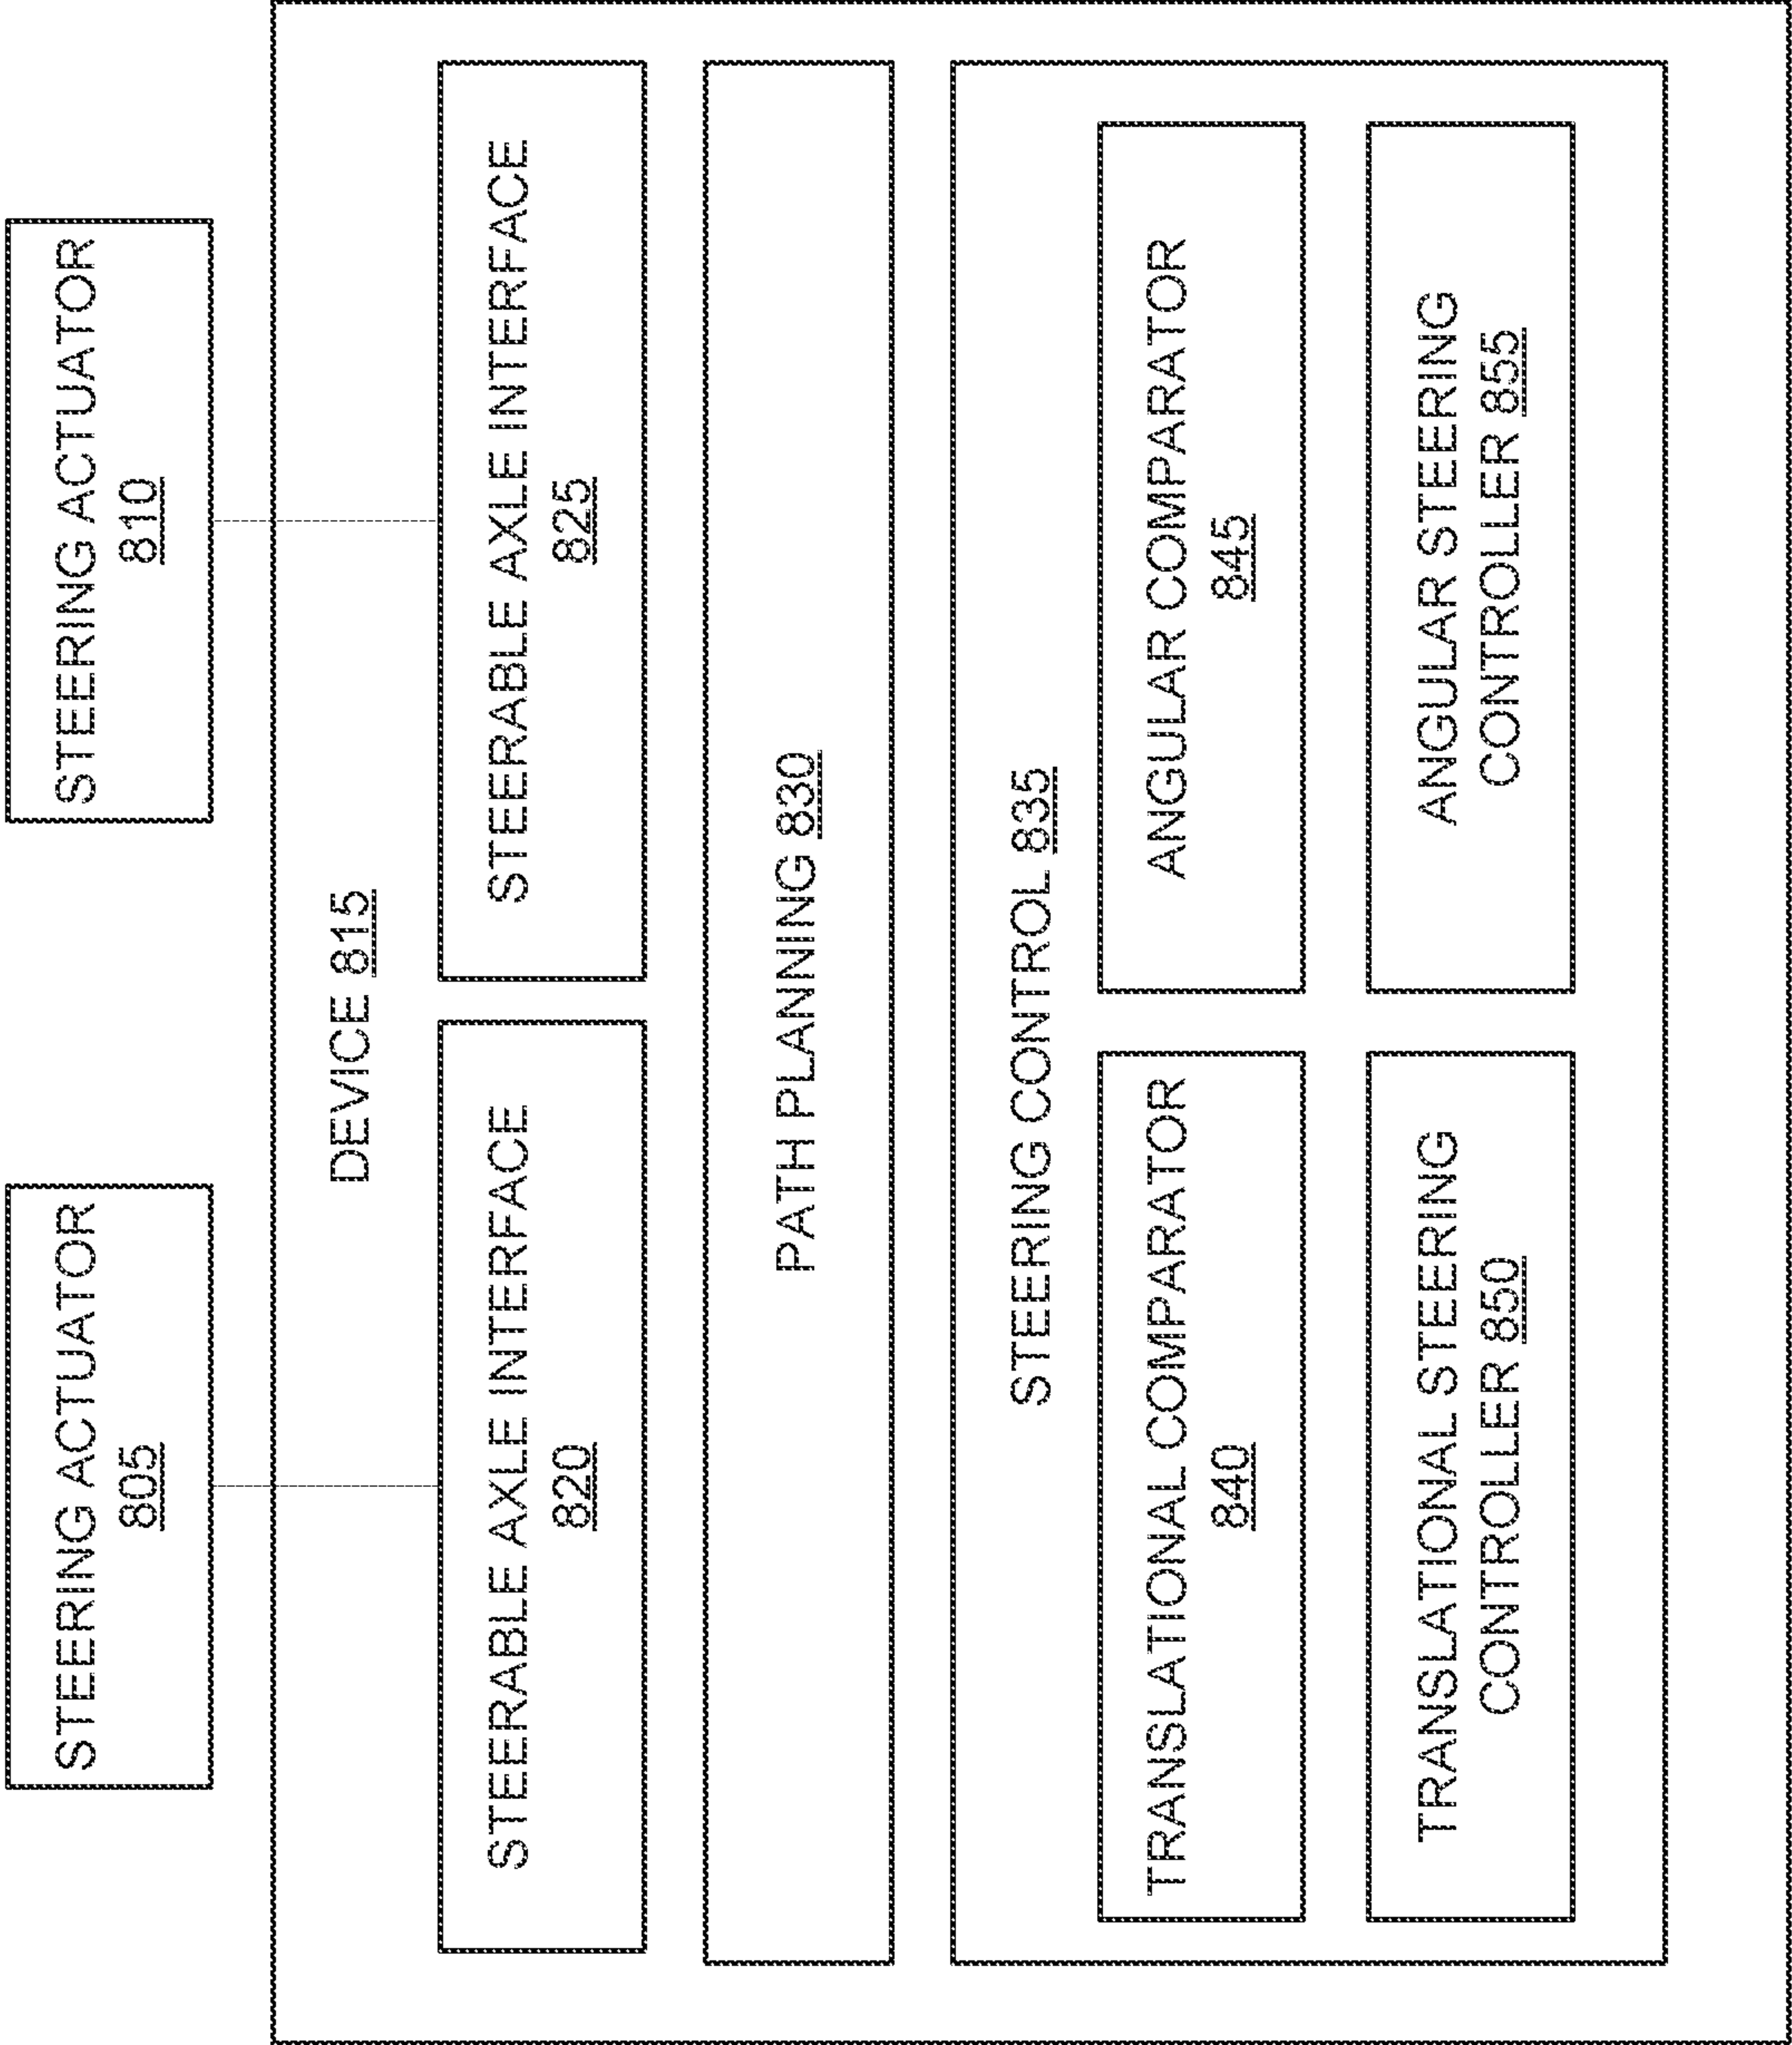 STEERING ACTUATOR
805
STEERING ACTUATOR
810
DEVICE 815
STEERABLE AXLE INTERFACE
820
STEERABLE AXLE INTERFACE
825
PATH PLANNING 830
STEERING CONTROL 835
TRANSLATIONAL COMPARATOR
840
ANGULAR COMPARATOR
845
TRANSLATIONAL STEERING
CONTROLLER 850
ANGULAR STEERING
CONTROLLER 855